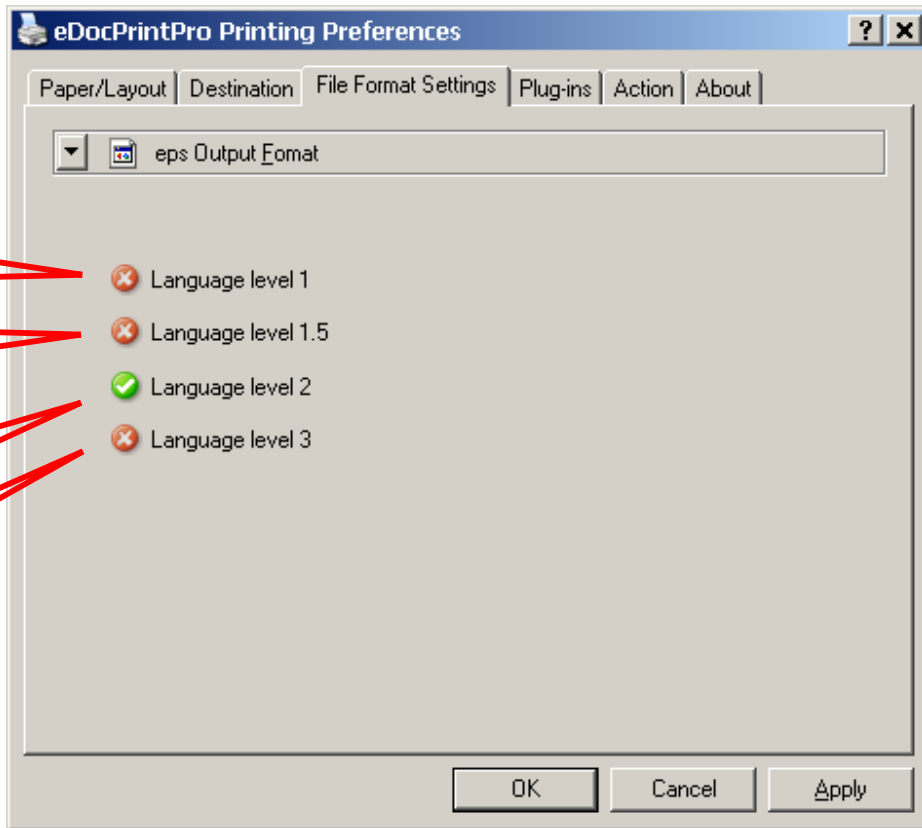 eDocPrintPro Printing Preferences
Paper/Layout Destination File Format Settings Plug-ins Action About
eps Output Fomat
Language level 1
Language level 1.5
Language level 2
Language level 3
OK Cancel Apply